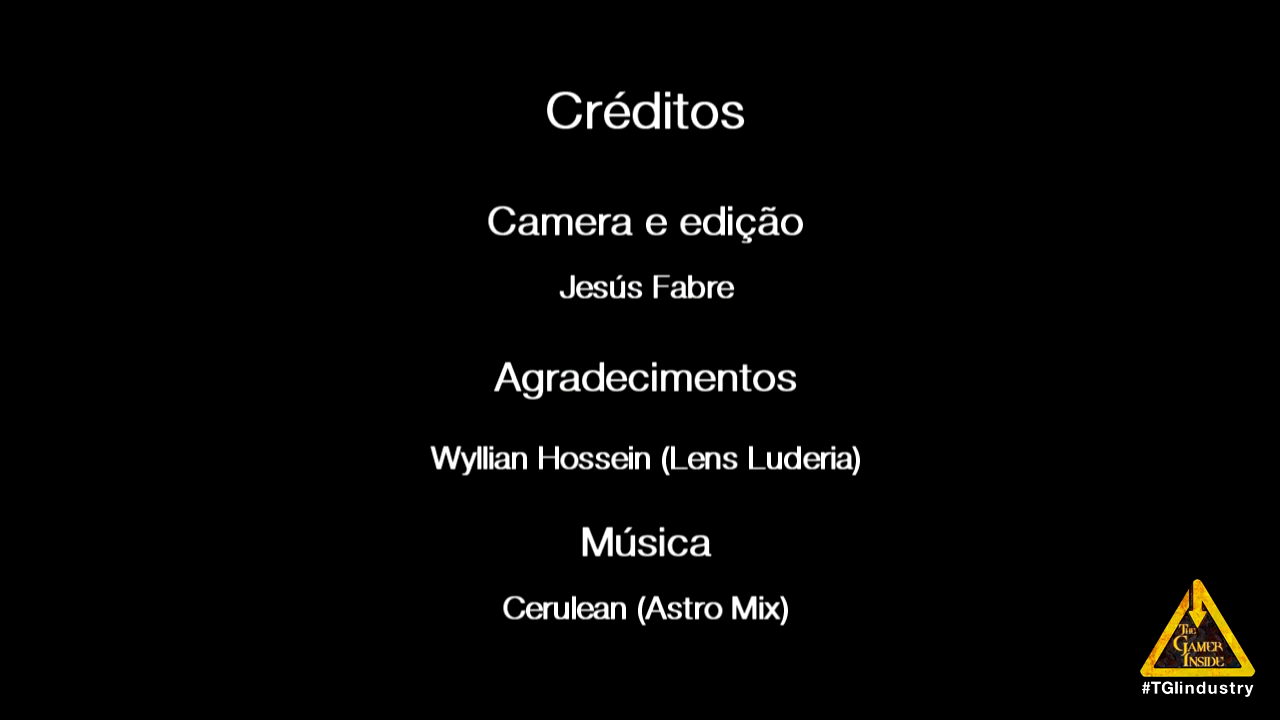 Créditos
Camera e edição
Jesús Fabre
Agradecimentos
Wyllian Hossein (Lens Luderia)
Música
Cerulean (Astro Mix)
The
Gamer
Inside
#TGIindustry